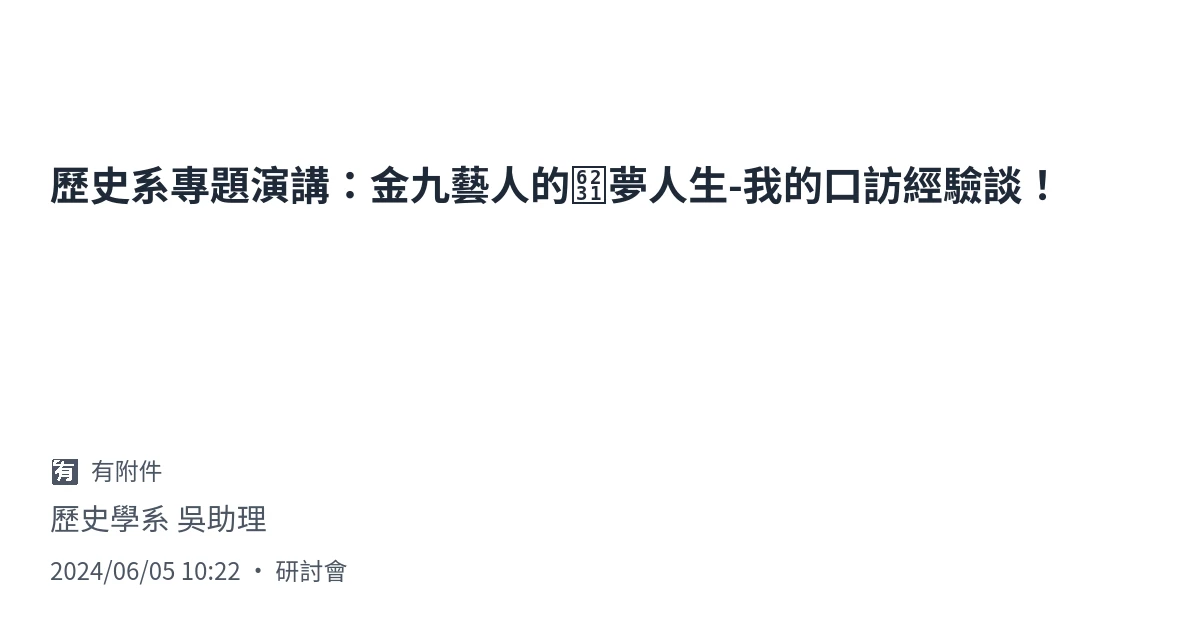 歷史系專題演講：金九藝人的戱夢人生-我的口訪經驗談！
🈶 有附件
歷史學系 吳助理
2024/06/05 10:22 • 研討會